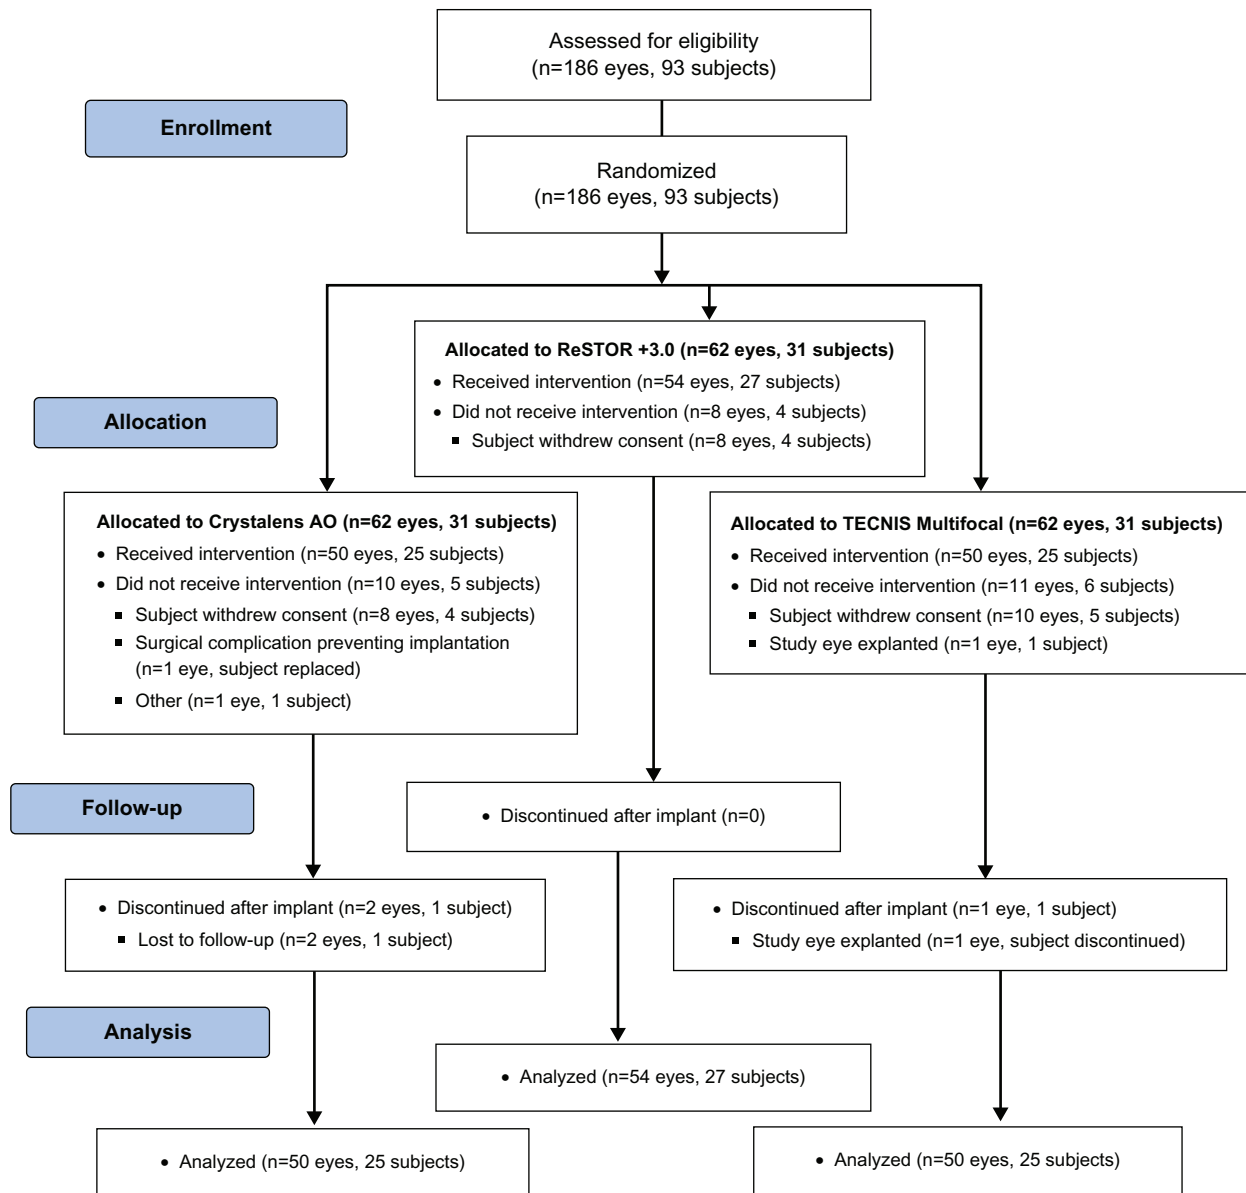 Assessed for eligibility
(n=186 eyes, 93 subjects)
Enrollment
Randomized
(n=186 eyes, 93 subjects)
Allocated to ReSTOR +3.0 (n=62 eyes, 31 subjects)
• Received intervention (n=54 eyes, 27 subjects)
• Did not receive intervention (n=8 eyes, 4 subjects)
▪ Subject withdrew consent (n=8 eyes, 4 subjects)
Allocation
Allocated to Crystalens AO (n=62 eyes, 31 subjects)
• Received intervention (n=50 eyes, 25 subjects)
• Did not receive intervention (n=10 eyes, 5 subjects)
▪ Subject withdrew consent (n=8 eyes, 4 subjects)
▪ Surgical complication preventing implantation
(n=1 eye, subject replaced)
▪ Other (n=1 eye, 1 subject)
Allocated to TECNIS Multifocal (n=62 eyes, 31 subjects)
• Received intervention (n=50 eyes, 25 subjects)
• Did not receive intervention (n=11 eyes, 6 subjects)
▪ Subject withdrew consent (n=10 eyes, 5 subjects)
▪ Study eye explanted (n=1 eye, 1 subject)
Follow-up
• Discontinued after implant (n=0)
• Discontinued after implant (n=2 eyes, 1 subject)
▪ Lost to follow-up (n=2 eyes, 1 subject)
• Discontinued after implant (n=1 eye, 1 subject)
▪ Study eye explanted (n=1 eye, subject discontinued)
Analysis
• Analyzed (n=54 eyes, 27 subjects)
• Analyzed (n=50 eyes, 25 subjects)
• Analyzed (n=50 eyes, 25 subjects)